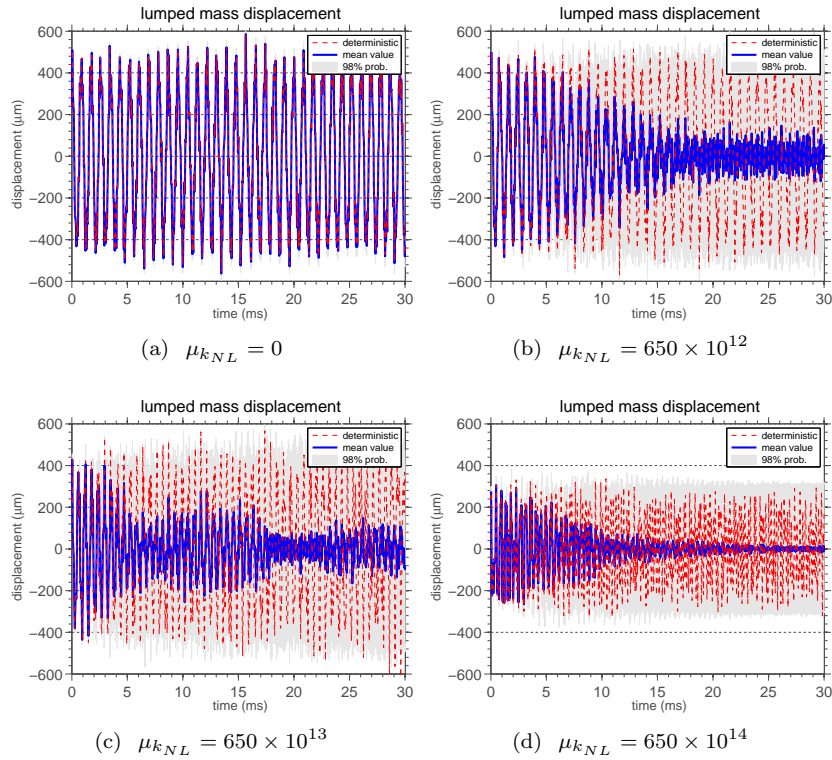 lumped mass displacement
600
400
200
0
−200
−400
−600
displacement (µm)
deterministic
mean value
98% prob.
0 5 10 15 20 25 30
time (ms)
(a) μ_{k_{NL}} = 0
lumped mass displacement
600
400
200
0
−200
−400
−600
displacement (µm)
deterministic
mean value
98% prob.
0 5 10 15 20 25 30
time (ms)
(b) μ_{k_{NL}} = 650 × 10^{12}
lumped mass displacement
600
400
200
0
−200
−400
−600
displacement (µm)
deterministic
mean value
98% prob.
0 5 10 15 20 25 30
time (ms)
(c) μ_{k_{NL}} = 650 × 10^{13}
lumped mass displacement
600
400
200
0
−200
−400
−600
displacement (µm)
deterministic
mean value
98% prob.
0 5 10 15 20 25 30
time (ms)
(d) μ_{k_{NL}} = 650 × 10^{14}